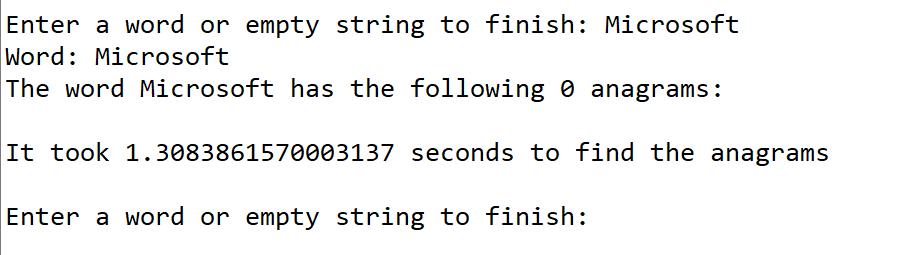 Enter a word or empty string to finish: Microsoft
Word: Microsoft
The word Microsoft has the following 0 anagrams:
It took 1.3083861570003137 seconds to find the anagrams
Enter a word or empty string to finish: